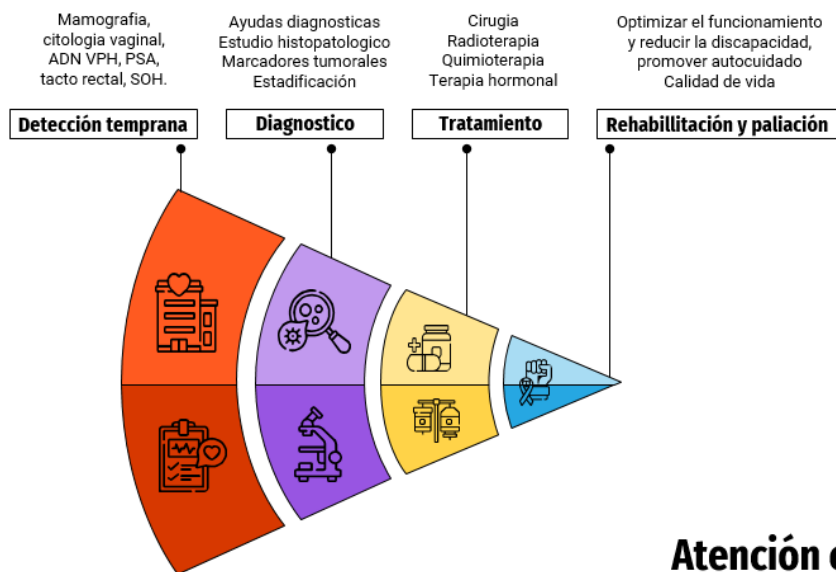 Mamografia,
citologia vaginal,
ADN VPH, PSA,
tacto rectal, SOH.
Detección temprana
Ayudas diagnosticas
Estudio histopatologico
Marcadores tumorales
Estadificación
Diagnostico
Cirugia
Radioterapia
Quimioterapia
Terapia hormonal
Tratamiento
Optimizar el funcionamiento
y reducir la discapacidad,
promover autocuidado
Calidad de vida
Rehabillitación y paliación
Atención